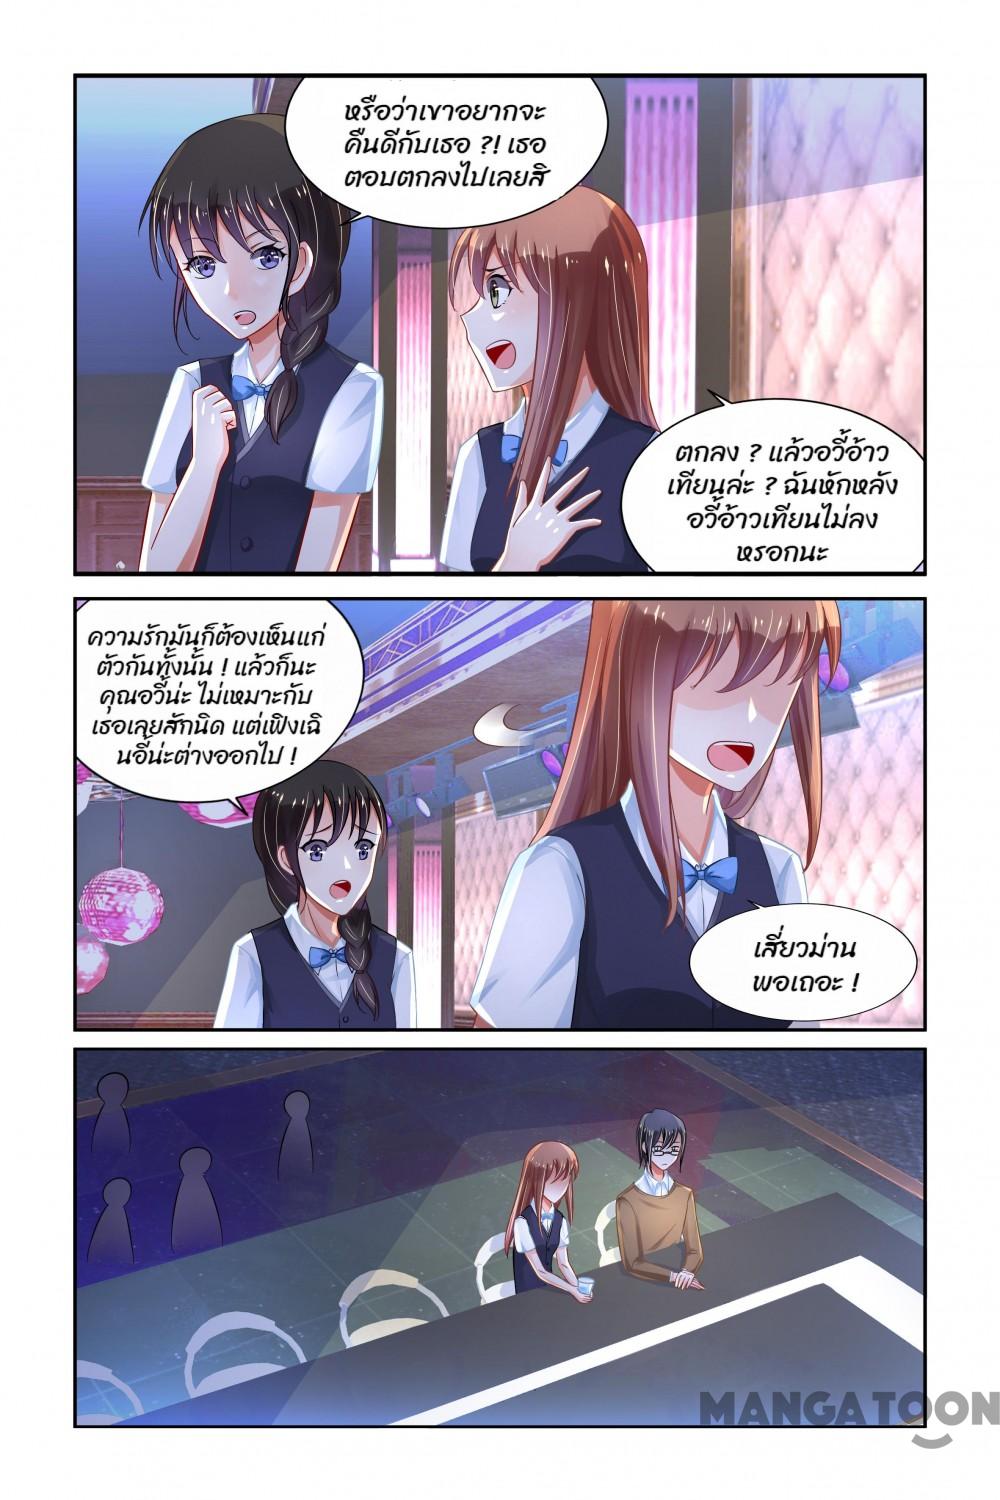 หรือว่าเขาอยากจะ
คืนดีกับเธอ ?! เธอ
ตอบตกลงไปเลยสิ
ตกลง ? แล้วอวี้อ้าว
เทียนล่ะ ? ฉันหักหลัง
อวี้อ้าวเทียนไม่ลง
หรอกนะ
ความรักมันก็ต้องเห็นแก่
ตัวกันทั้งนั้น ! แล้วก็นะ
คุณอวี้น่ะ ไม่เหมาะกับ
เธอเลยสักนิด แต่เฟิงเฉิ
นอี้น่ะต่างออกไป !
เสี่ยวม่าน
พอเถอะ !
MANGATOON